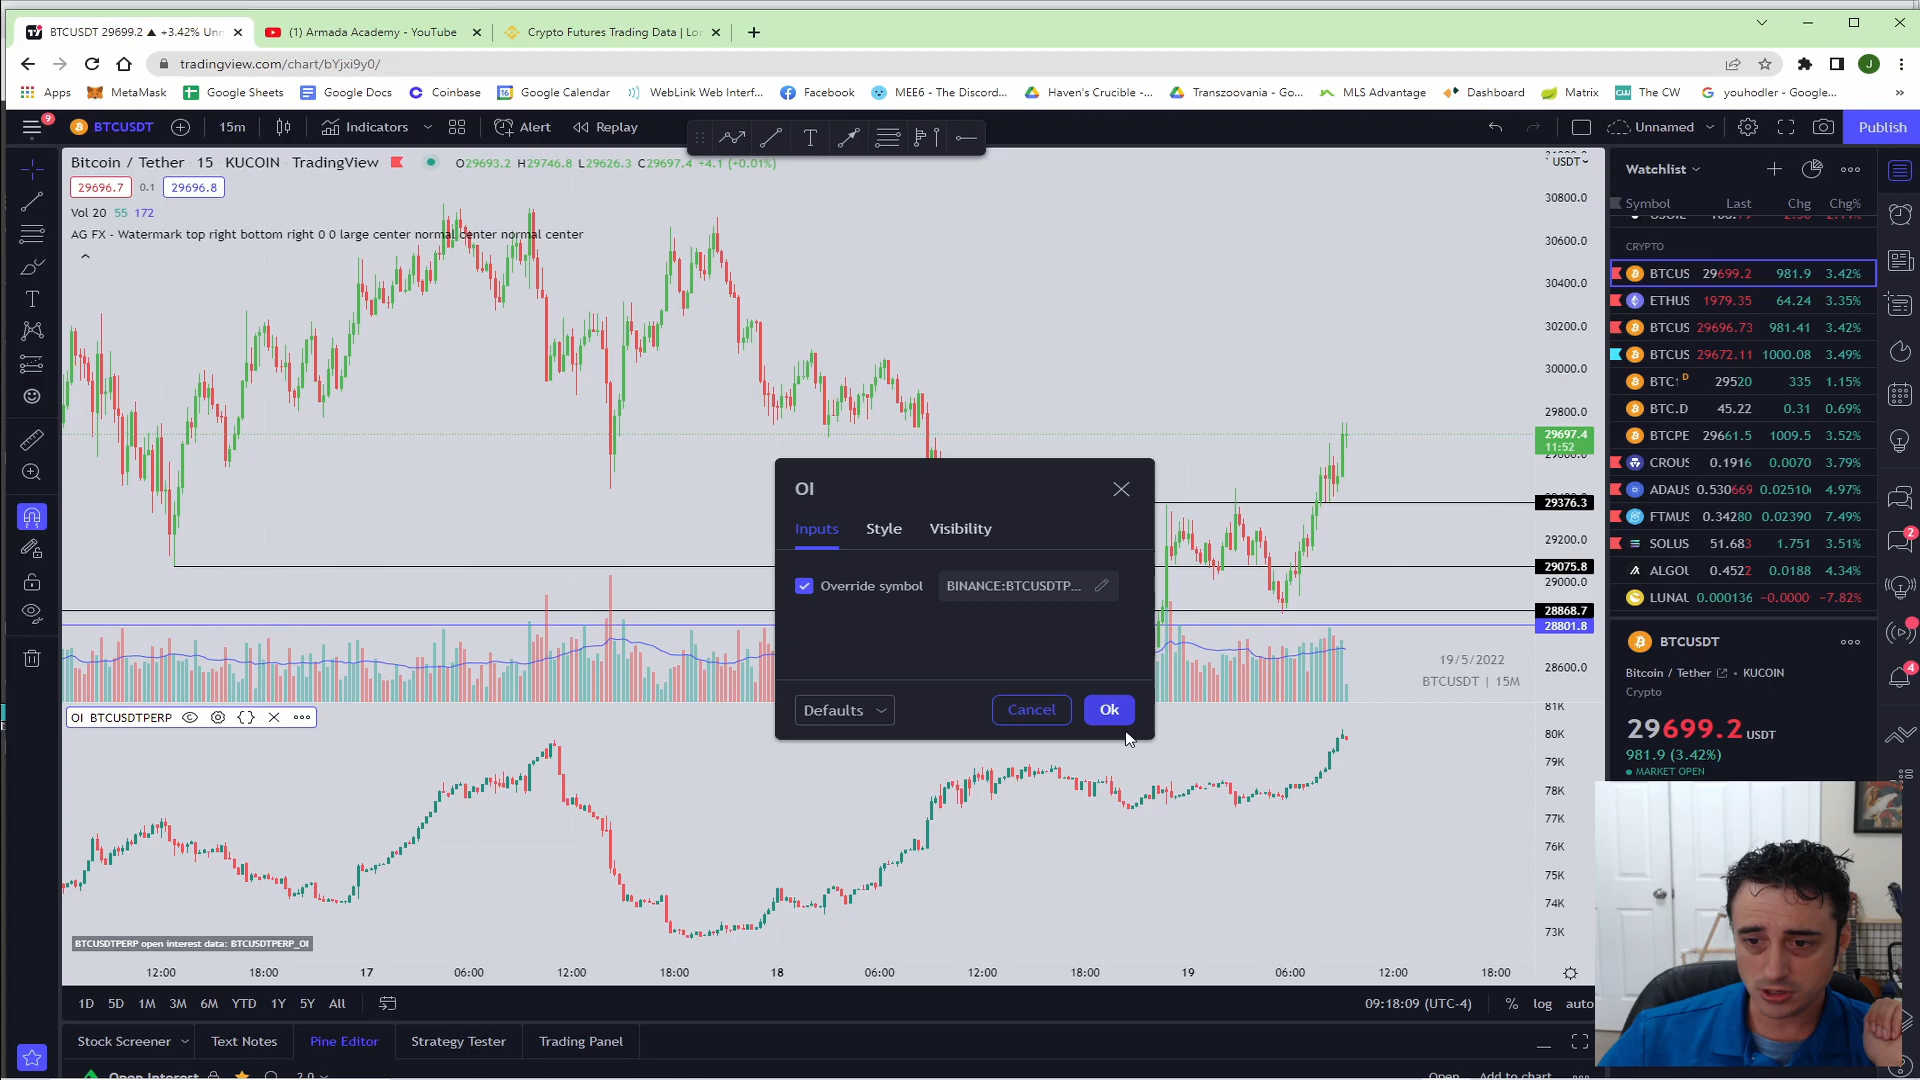 BTCUSDT 29699.2 ▲ +3.42% Unn
(1) Armada Academy - YouTube
Crypto Futures Trading Data | Lo
tradingview.com/chart/bYjxi9y0/
J
Apps
MetaMask
Google Sheets
Google Docs
Coinbase
Google Calendar
WebLink Web Interf...
Facebook
MEE6 - The Discord...
Haven's Crucible -...
Transzoovania - Go...
MLS Advantage
Dashboard
Matrix
The CW
youhodler - Google...
9
BTCUSDT
15m
Indicators
Alert
Replay
Unnamed
Publish
Bitcoin / Tether · 15 · KUCOIN · TradingView
O29693.2 H29746.8 L29626.3 C29697.4 +4.1 (+0.01%)
29696.7 0.1 29696.8
Vol 20 55 172
AG FX - Watermark top right bottom right 0 0 large center normal center normal center
USDT
30800.0
30600.0
30400.0
30200.0
30000.0
29800.0
29697.4
11:52
29376.3
29200.0
29075.8
29000.0
28868.7
28801.8
28600.0
19/5/2022
BTCUSDT | 15M
OI
Inputs
Style
Visibility
Override symbol
BINANCE:BTCUSDTP...
Defaults
Cancel
Ok
OI BTCUSDTPERP
81K
80K
79K
78K
77K
76K
75K
74K
73K
BTCUSDTPERP open interest data: BTCUSDTPERP_OI
12:00 18:00 17 06:00 12:00 18:00 18 06:00 12:00 18:00 19 06:00 12:00 18:00
1D 5D 1M 3M 6M YTD 1Y 5Y All
09:18:09 (UTC-4) % log auto
Stock Screener
Text Notes
Pine Editor
Strategy Tester
Trading Panel
Open Interest
2.0
Open
Add to chart
Watchlist
Symbol Last Chg Chg%
CRYPTO
BTCUS 29699.2 981.9 3.42%
ETHUS 1979.35 64.24 3.35%
BTCUS 29696.73 981.41 3.42%
BTCUS 29672.11 1000.08 3.49%
BTC1 D 29520 335 1.15%
BTC.D 45.22 0.31 0.69%
BTCPE 29661.5 1009.5 3.52%
CROUS 0.1916 0.0070 3.79%
ADAUS 0.530669 0.02510 4.97%
FTMUS 0.34280 0.02390 7.49%
SOLUS 51.683 1.751 3.51%
ALGOU 0.4522 0.0188 4.34%
LUNAU 0.000136 −0.0000 −7.82%
BTCUSDT
Bitcoin / Tether · KUCOIN
Crypto
29699.2 USDT
981.9 (3.42%)
MARKET OPEN
2
4